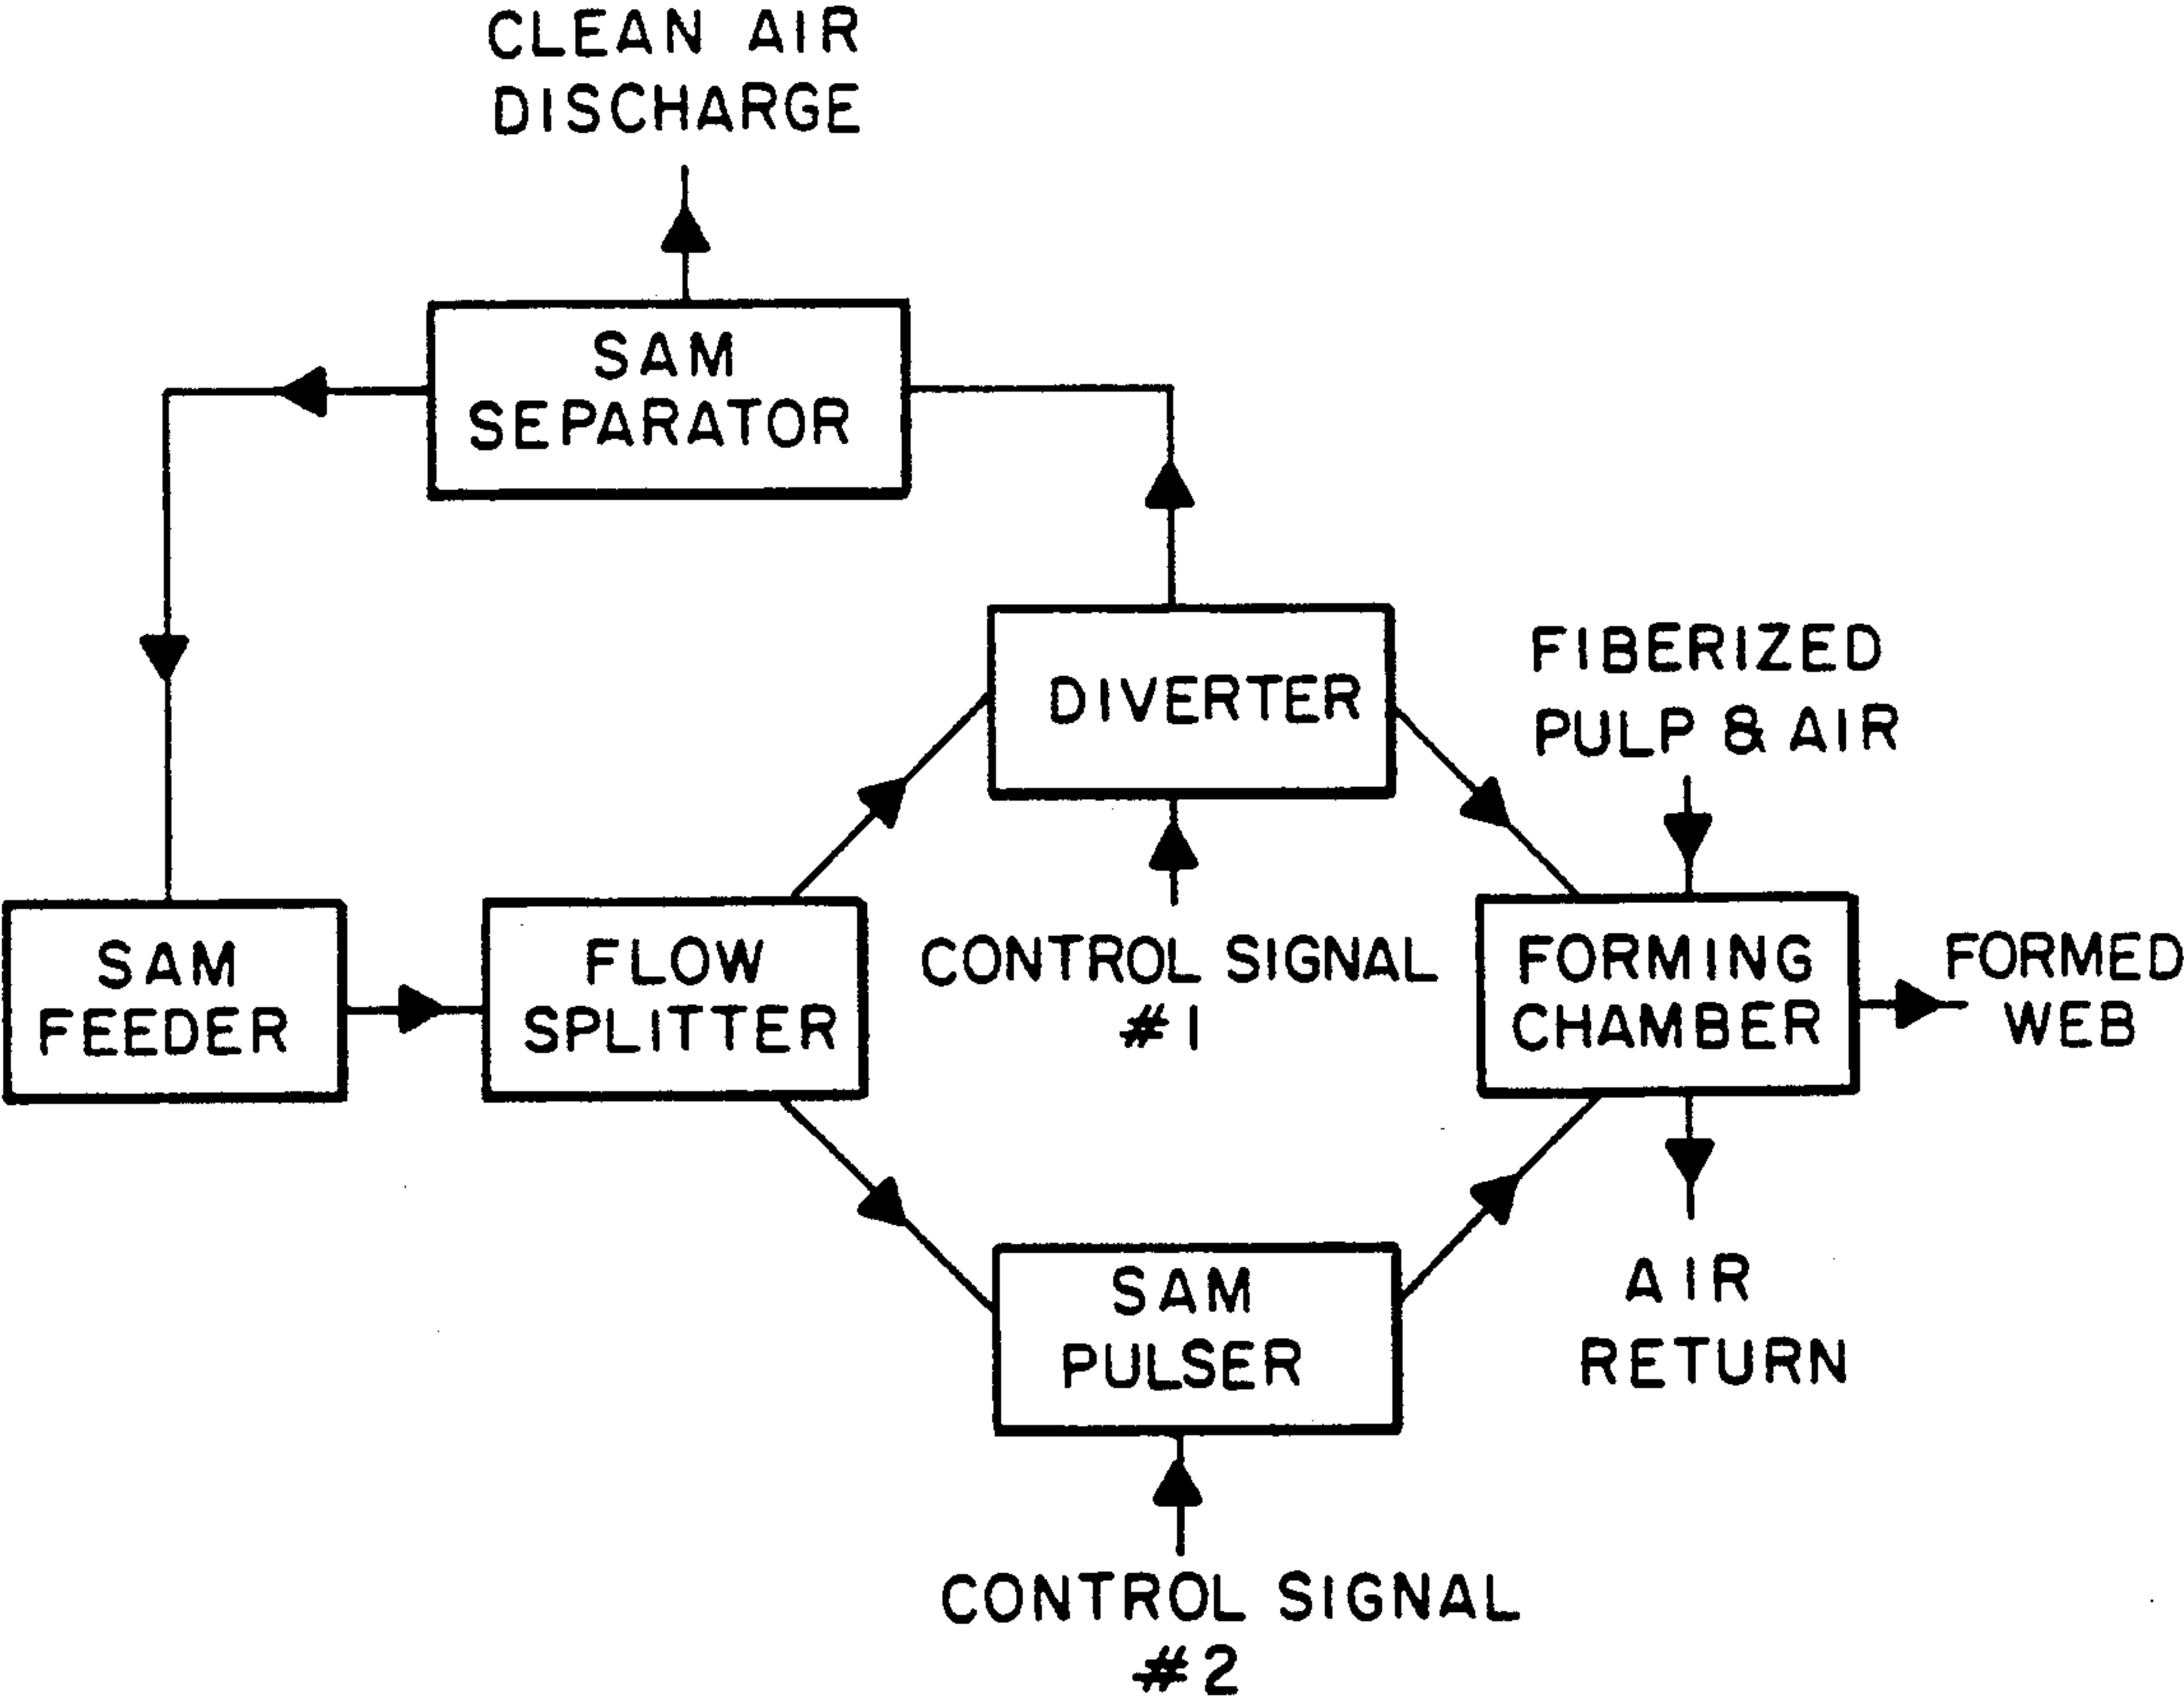 CLEAN AIR
DISCHARGE
SAM
SEPARATOR
DIVERTER
FIBERIZED
PULP & AIR
SAM
FEEDER
FLOW
SPLITTER
CONTROL SIGNAL
#1
FORMING
CHAMBER
FORMED
WEB
SAM
PULSER
AIR
RETURN
CONTROL SIGNAL
#2